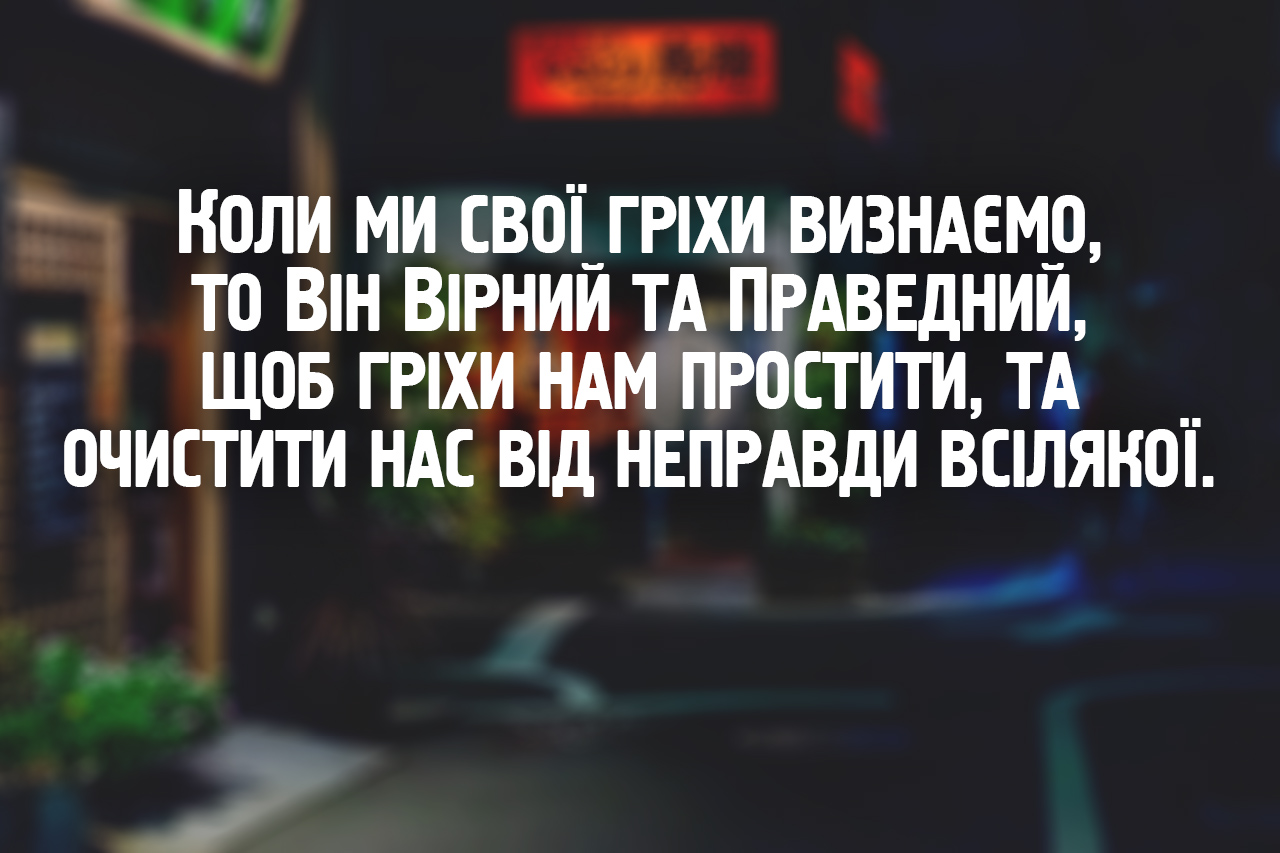 Коли ми свої гріхи визнаємо,
то Він Вірний та Праведний,
щоб гріхи нам простити, та
очистити нас від неправди всілякої.